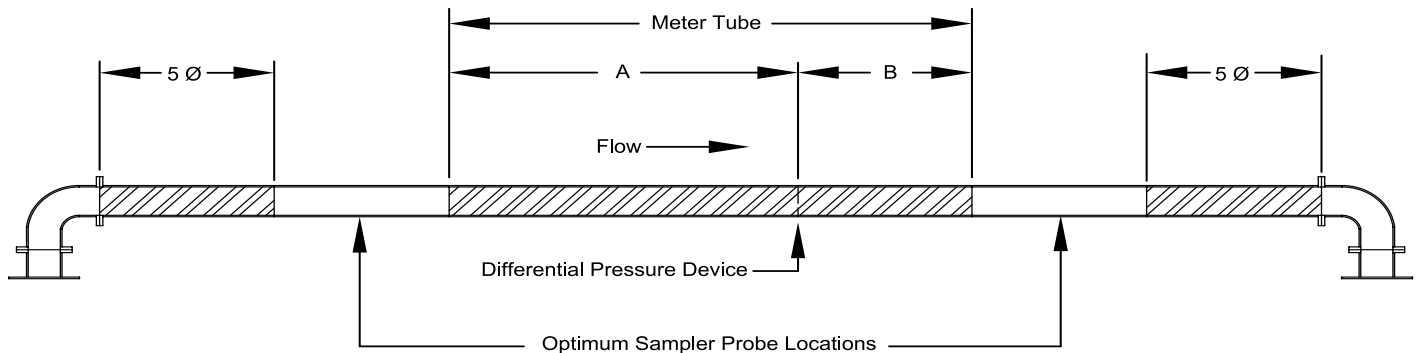 Meter Tube
5 Ø
A
B
5 Ø
Flow
Differential Pressure Device
Optimum Sampler Probe Locations